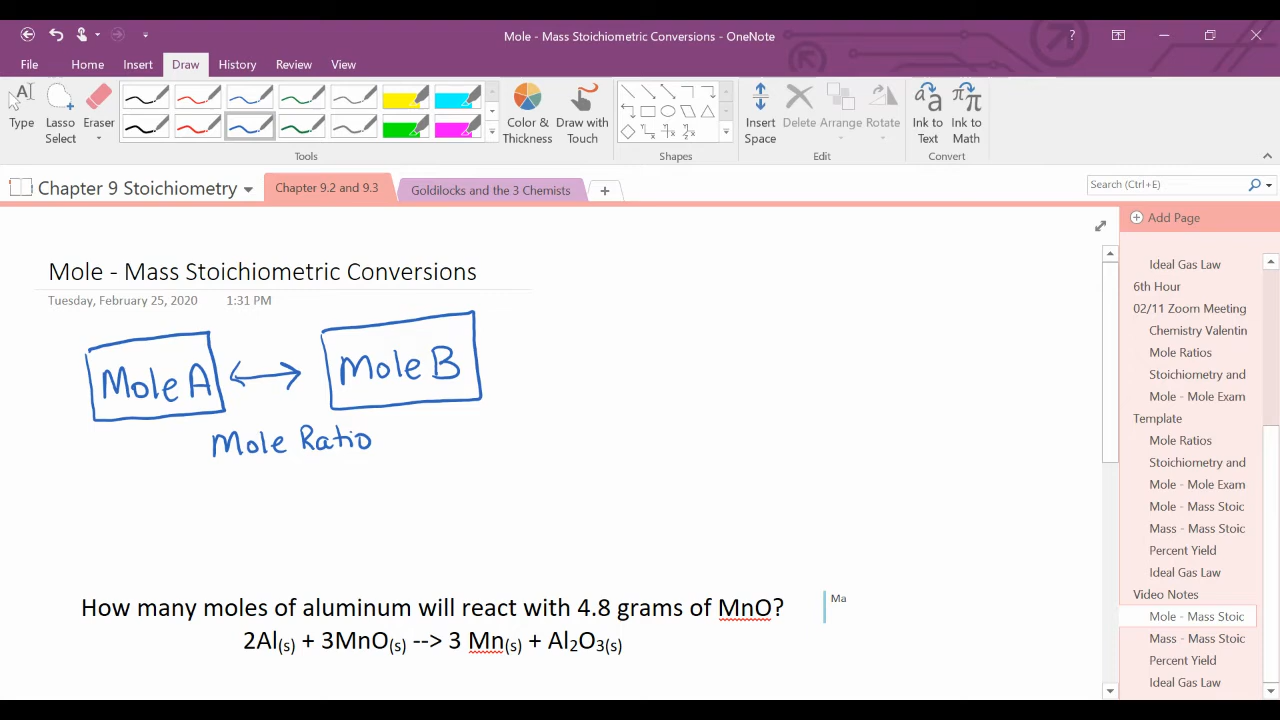 Mole - Mass Stoichiometric Conversions - OneNote
?
File Home Insert Draw History Review View
Type
Lasso Select
Eraser
Color & Thickness
Draw with Touch
Insert Space
Delete
Arrange
Rotate
Ink to Text
Ink to Math
Tools
Shapes
Edit
Convert
Chapter 9 Stoichiometry
Chapter 9.2 and 9.3
Goldilocks and the 3 Chemists
Search (Ctrl+E)
Add Page
Mole - Mass Stoichiometric Conversions
Tuesday, February 25, 2020 1:31 PM
Mole A
Mole B
Mole Ratio
How many moles of aluminum will react with 4.8 grams of MnO?
2Al(s) + 3MnO(s) --> 3 Mn(s) + Al₂O₃(s)
Ma
Ideal Gas Law
6th Hour
02/11 Zoom Meeting
Chemistry Valentin
Mole Ratios
Stoichiometry and
Mole - Mole Exam
Template
Mole Ratios
Stoichiometry and
Mole - Mole Exam
Mole - Mass Stoic
Mass - Mass Stoic
Percent Yield
Ideal Gas Law
Video Notes
Mole - Mass Stoic
Mass - Mass Stoic
Percent Yield
Ideal Gas Law